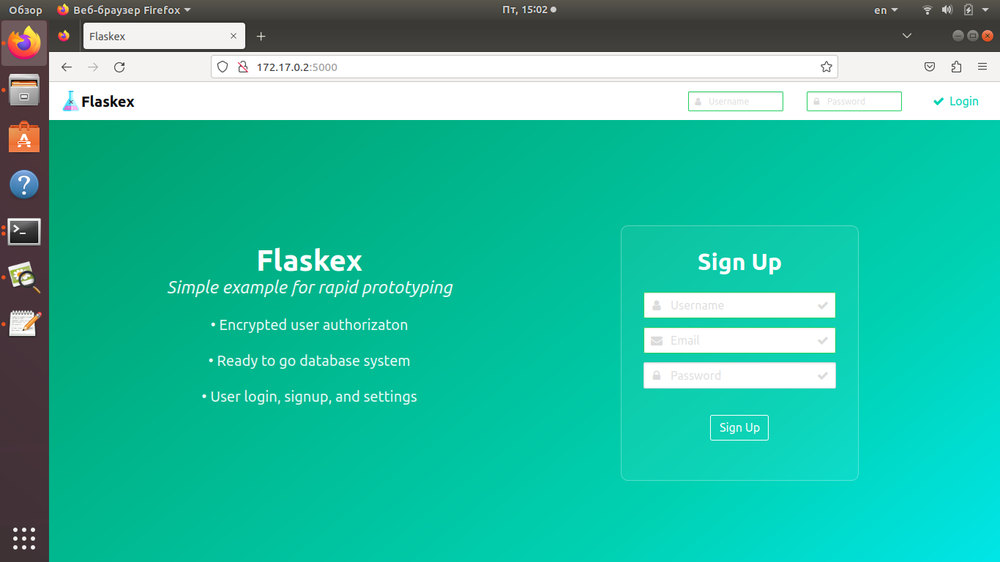 Обзор Веб-браузер Firefox Пт, 15:02 en
Flaskex
172.17.0.2:5000
Flaskex Username Password Login
Flaskex
Simple example for rapid prototyping
• Encrypted user authorizaton
• Ready to go database system
• User login, signup, and settings
Sign Up
Username
Email
Password
Sign Up